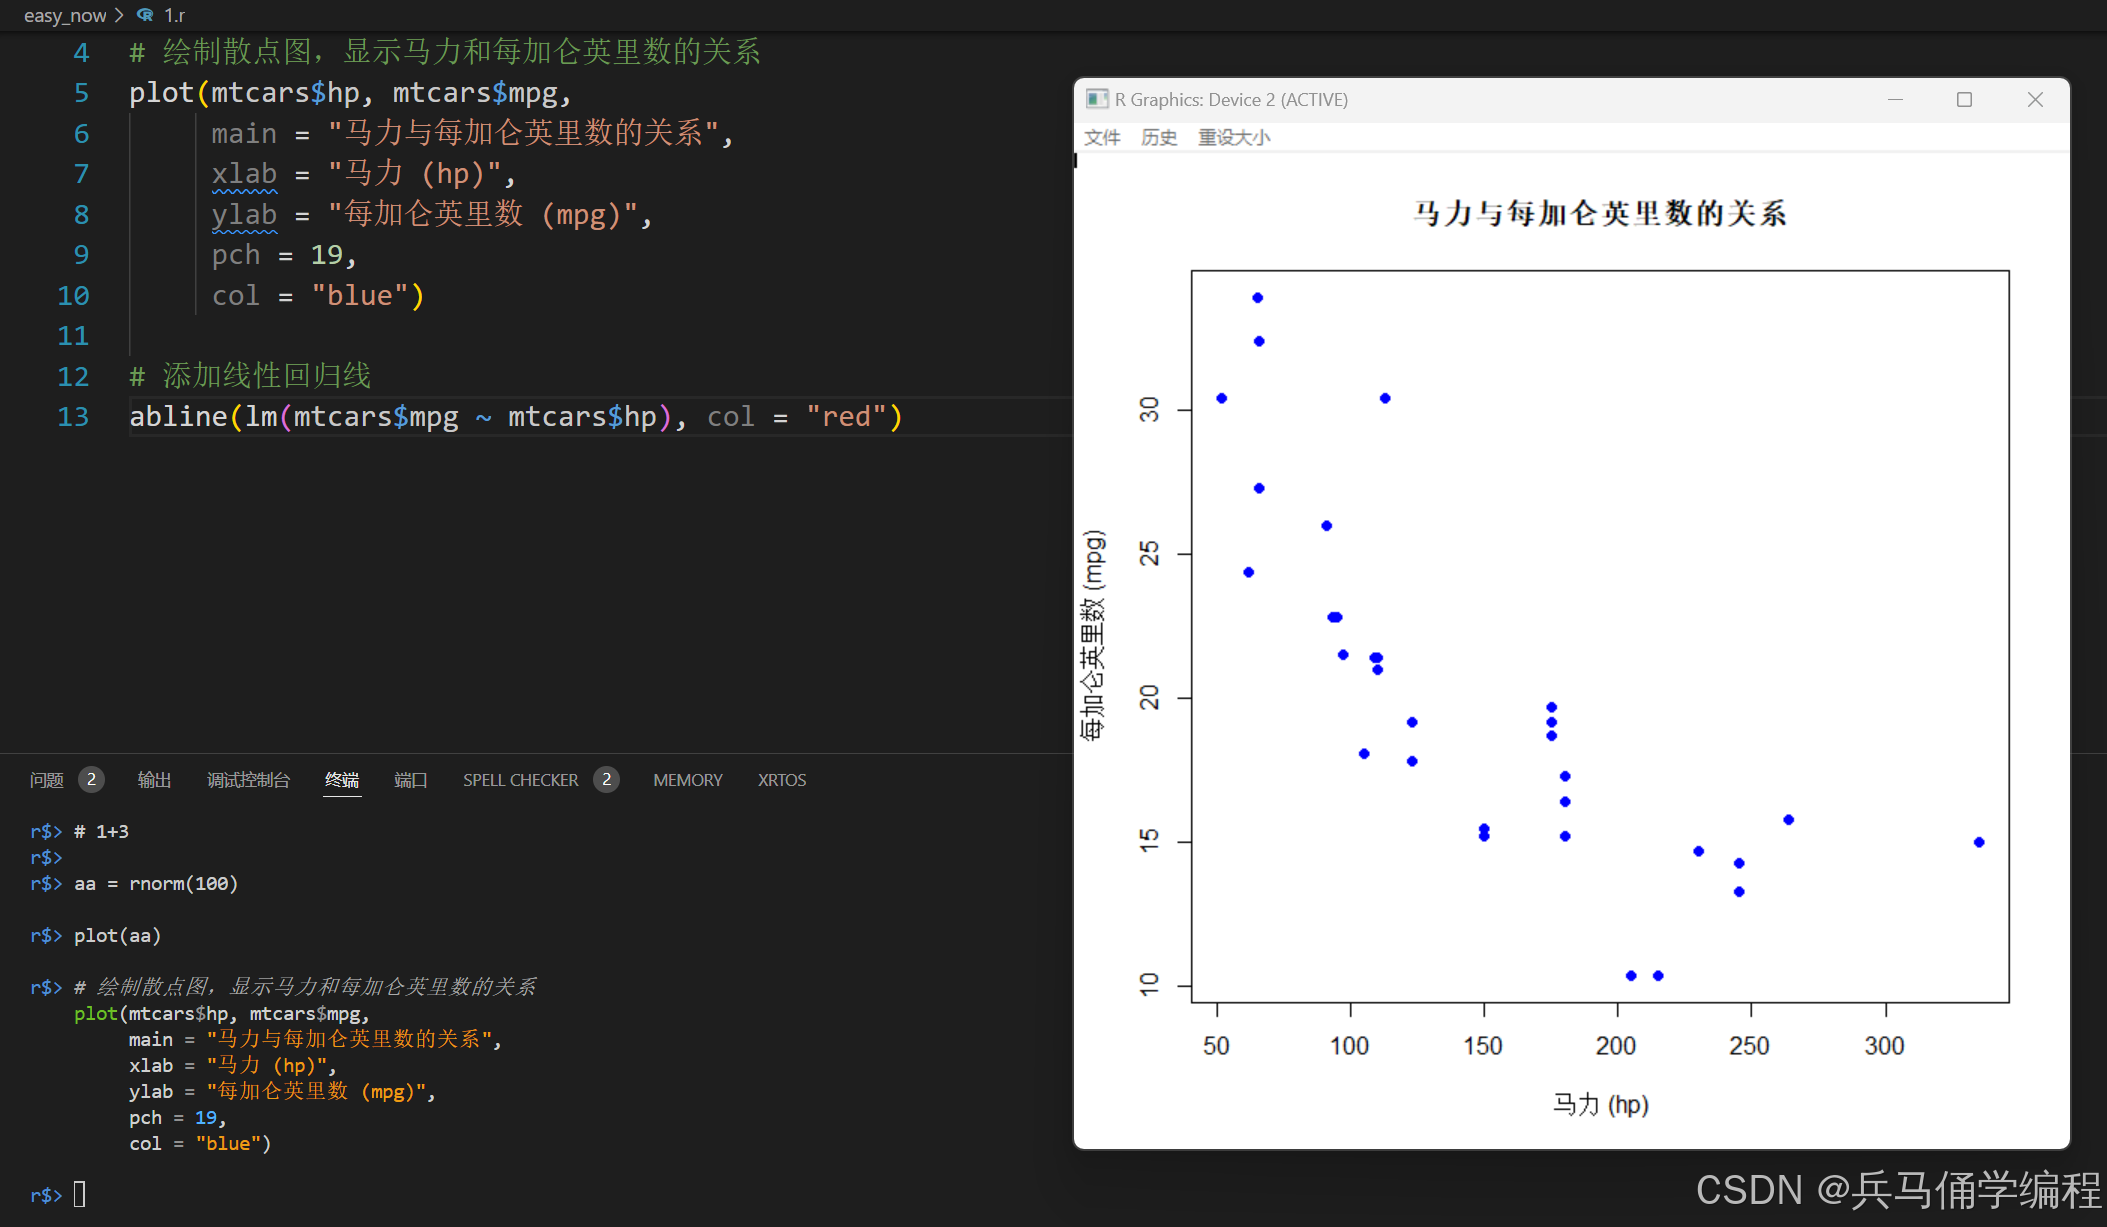 easy_now > 1.r
4 # 绘制散点图，显示马力和每加仑英里数的关系
5 plot(mtcars$hp, mtcars$mpg,
6 main = "马力与每加仑英里数的关系",
7 xlab = "马力 (hp)",
8 ylab = "每加仑英里数 (mpg)",
9 pch = 19,
10 col = "blue")
11
12 # 添加线性回归线
13 abline(lm(mtcars$mpg ~ mtcars$hp), col = "red")
问题 2 输出 调试控制台 终端 端口 SPELL CHECKER 2 MEMORY XRTOS
r$> # 1+3
r$>
r$> aa = rnorm(100)
r$> plot(aa)
r$> # 绘制散点图，显示马力和每加仑英里数的关系
plot(mtcars$hp, mtcars$mpg,
main = "马力与每加仑英里数的关系",
xlab = "马力 (hp)",
ylab = "每加仑英里数 (mpg)",
pch = 19,
col = "blue")
r$>
R Graphics: Device 2 (ACTIVE)
文件 历史 重设大小
马力与每加仑英里数的关系
每加仑英里数 (mpg)
30
25
20
15
10
50 100 150 200 250 300
马力 (hp)
CSDN @兵马俑学编程